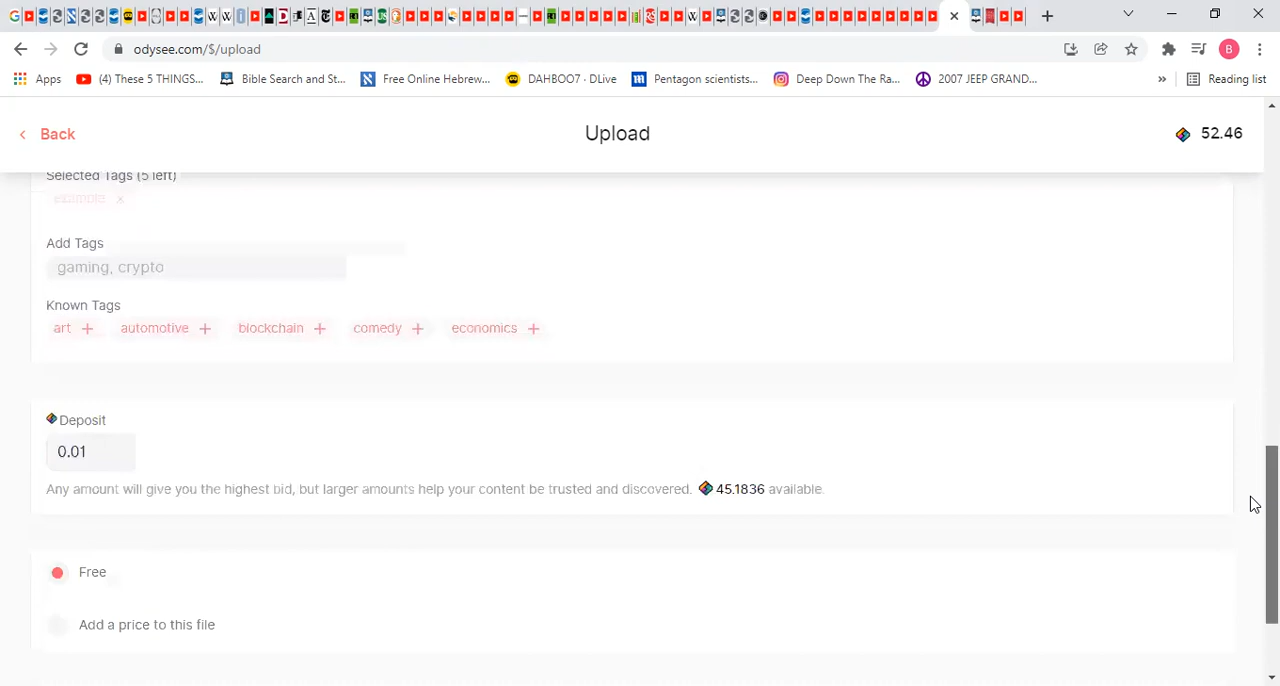 odysee.com/$/upload
B
Apps
(4) These 5 THINGS...
Bible Search and St...
Free Online Hebrew...
DAHBOO7 · DLive
Pentagon scientists...
Deep Down The Ra...
2007 JEEP GRAND...
»
Reading list
Back
Upload
52.46
Selected Tags (5 left)
example ×
Add Tags
gaming, crypto
Known Tags
art + automotive + blockchain + comedy + economics +
Deposit
0.01
Any amount will give you the highest bid, but larger amounts help your content be trusted and discovered. 45.1836 available.
Free
Add a price to this file